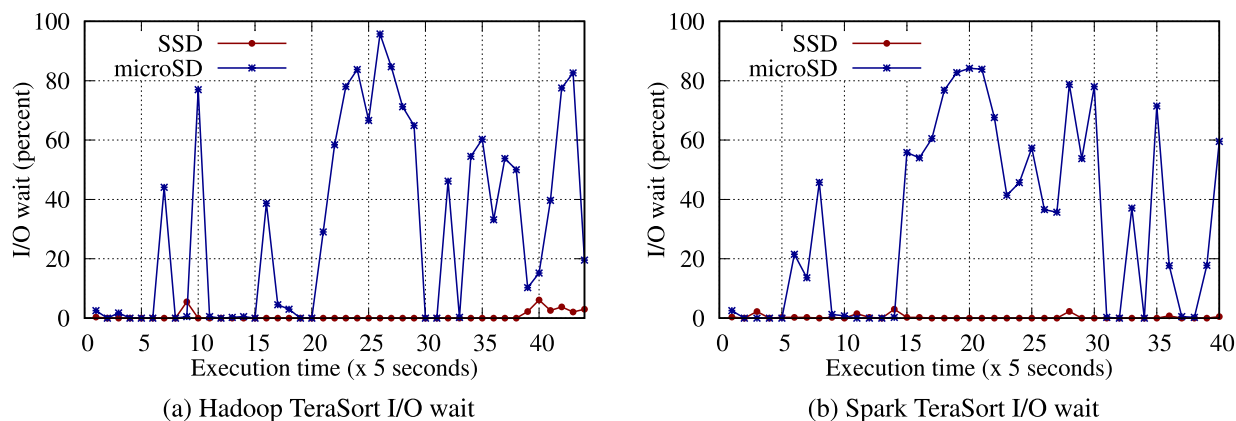 100
80
60
40
20
0
I/O wait (percent)
SSD
microSD
0 5 10 15 20 25 30 35 40
Execution time (x 5 seconds)
(a) Hadoop TeraSort I/O wait
100
80
60
40
20
0
I/O wait (percent)
SSD
microSD
0 5 10 15 20 25 30 35 40
Execution time (x 5 seconds)
(b) Spark TeraSort I/O wait